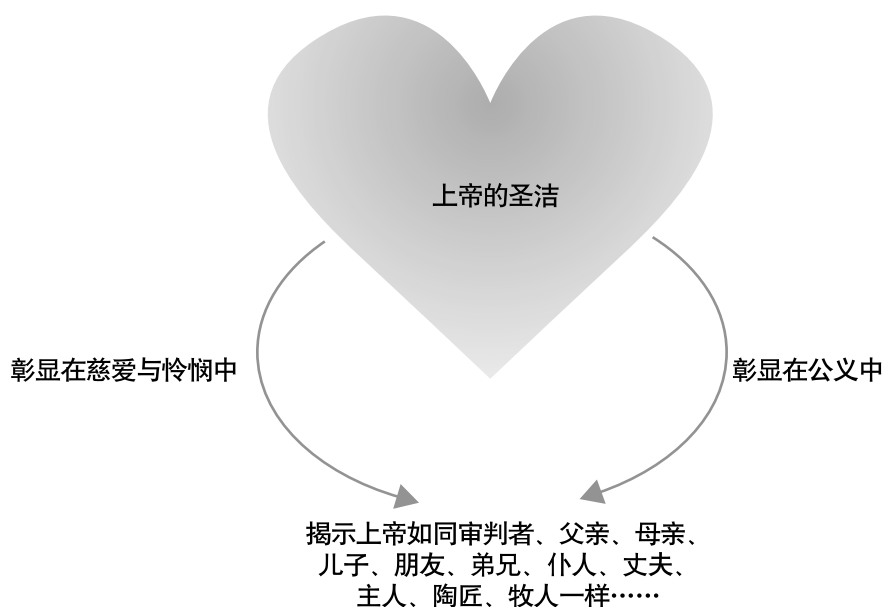 上帝的圣洁
彰显在慈爱与怜悯中
彰显在公义中
揭示上帝如同审判者、父亲、母亲、
儿子、朋友、弟兄、仆人、丈夫、
主人、陶匠、牧人一样……